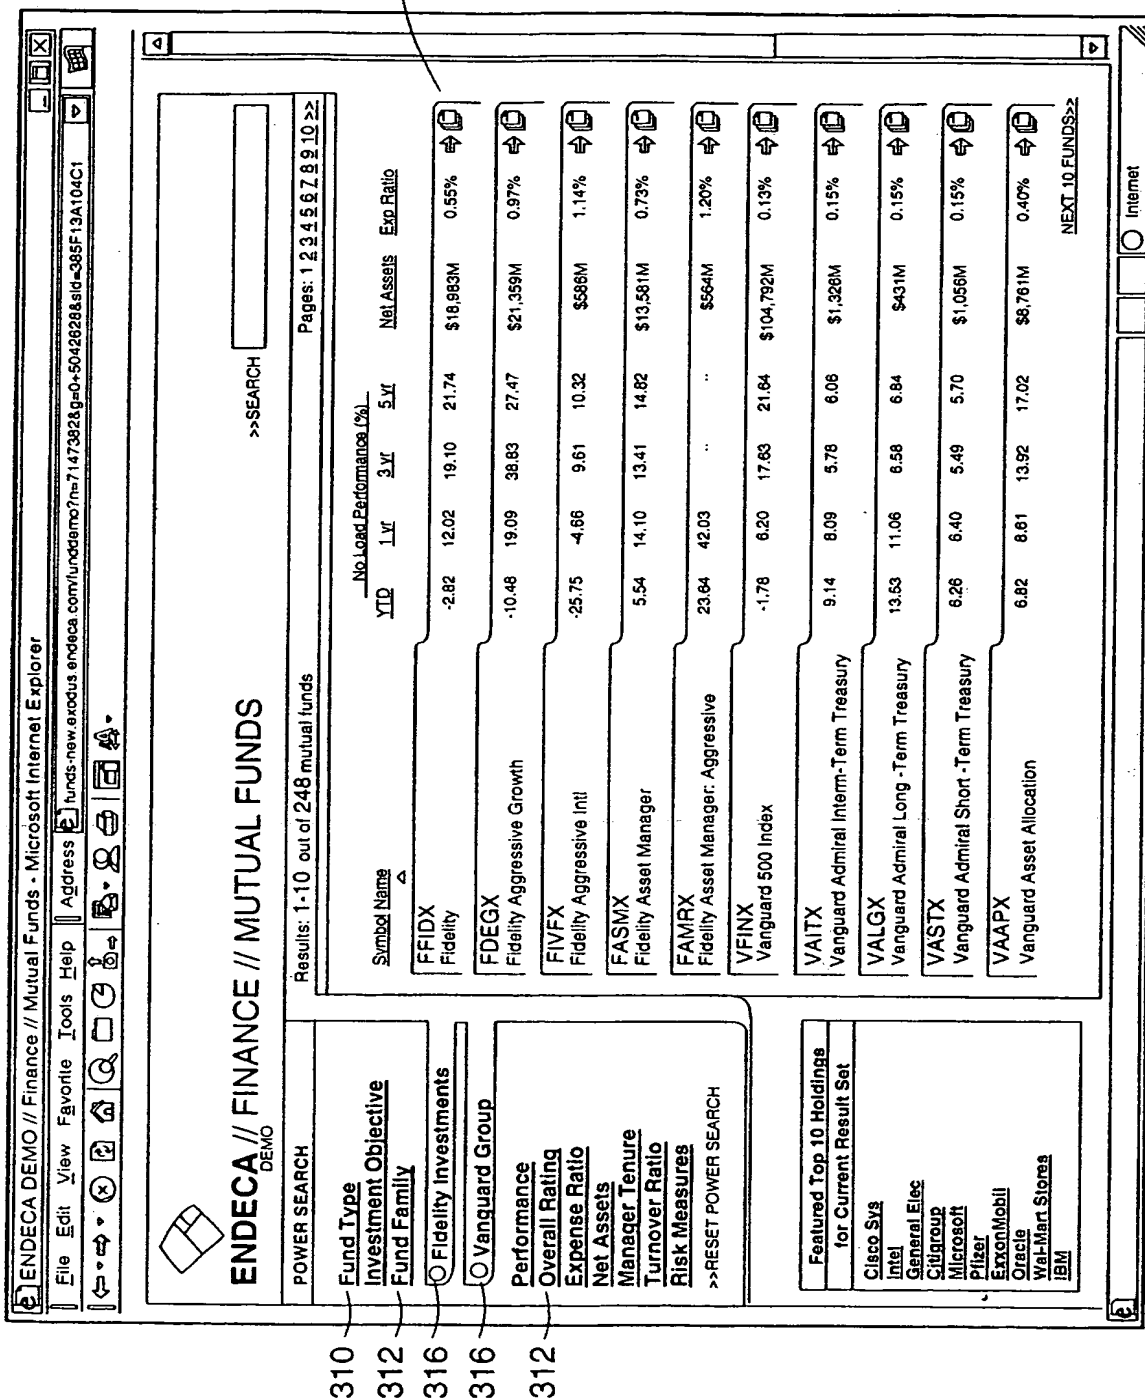 ENDECA DEMO // Finance // Mutual Funds - Microsoft Internet Explorer
File Edit View Favorite Tools Help
Address funds-new.exodus.endeca.com/funddemo?n=7147382&g=0+5042628&sid=385F13A104C1
ENDECA // FINANCE // MUTUAL FUNDS
DEMO
>>SEARCH
POWER SEARCH
Results: 1-10 out of 248 mutual funds
Pages: 1 2 3 4 5 6 7 8 9 10 >>
310
Fund Type
Investment Objective
312
Fund Family
316
Fidelity Investments
316
Vanguard Group
Performance
312
Overall Rating
Expense Ratio
Net Assets
Manager Tenure
Turnover Ratio
Risk Measures
>>RESET POWER SEARCH
Featured Top 10 Holdings
for Current Result Set
Cisco Sys
Intel
General Elec
Citigroup
Microsoft
Pfizer
ExxonMobil
Oracle
Wal-Mart Stores
IBM
No Load Performance (%)
Symbol Name YTD 1 yr 3 yr 5 yr Net Assets Exp Ratio
FFIDX
Fidelity -2.82 12.02 19.10 21.74 $18,983M 0.55%
FDEGX
Fidelity Aggressive Growth -10.48 19.09 38.83 27.47 $21,359M 0.97%
FIVFX
Fidelity Aggressive Intl -25.75 -4.66 9.61 10.32 $586M 1.14%
FASMX
Fidelity Asset Manager 5.54 14.10 13.41 14.82 $13,581M 0.73%
FAMRX
Fidelity Asset Manager: Aggressive 23.64 42.03 .. .. $564M 1.20%
VFINX
Vanguard 500 Index -1.78 6.20 17.63 21.64 $104,792M 0.13%
VAITX
Vanguard Admiral Interm-Term Treasury 9.14 8.09 5.78 6.06 $1,326M 0.15%
VALGX
Vanguard Admiral Long -Term Treasury 13.53 11.06 6.58 6.84 $431M 0.15%
VASTX
Vanguard Admiral Short -Term Treasury 6.26 6.40 5.49 5.70 $1,056M 0.15%
VAAPX
Vanguard Asset Allocation 6.82 8.61 13.92 17.02 $8,761M 0.40%
NEXT 10 FUNDS>>
Internet